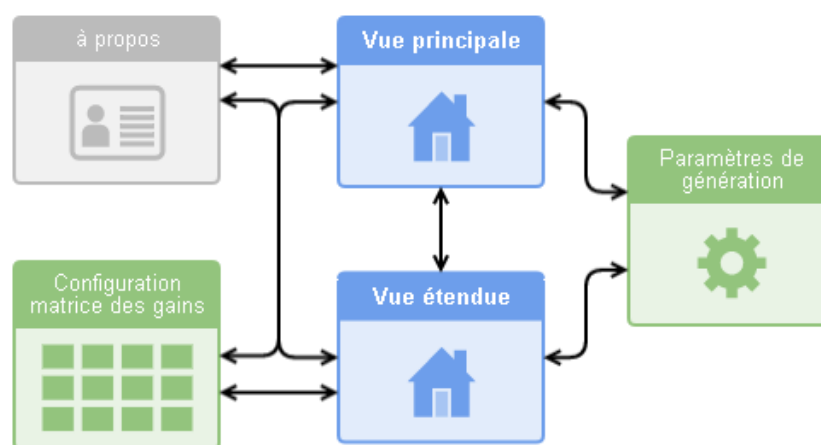 à propos
Vue principale
Paramètres de
génération
Configuration
matrice des gains
Vue étendue